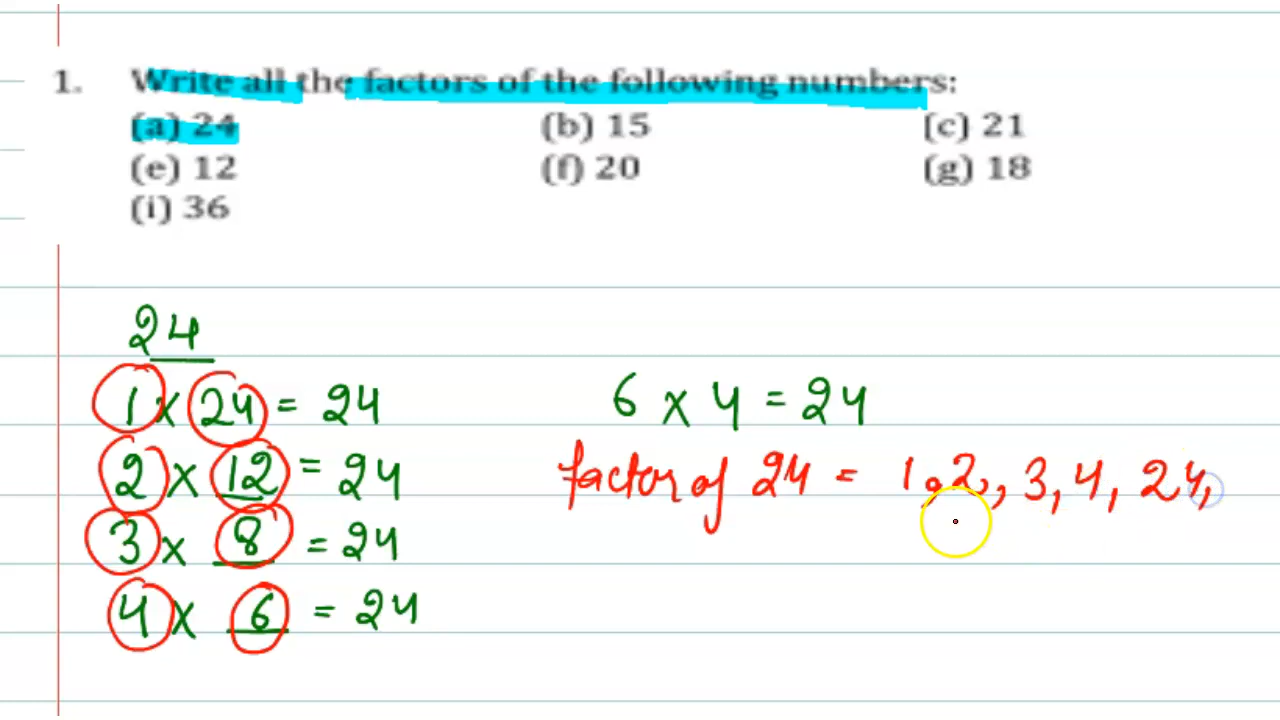 1. Write all the factors of the following numbers:
(a) 24 (b) 15 (c) 21
(e) 12 (f) 20 (g) 18
(i) 36
24
1 x 24 = 24
2 x 12 = 24
3 x 8 = 24
4 x 6 = 24
6 x 4 = 24
factor of 24 = 1, 2, , 3, 4, 24,